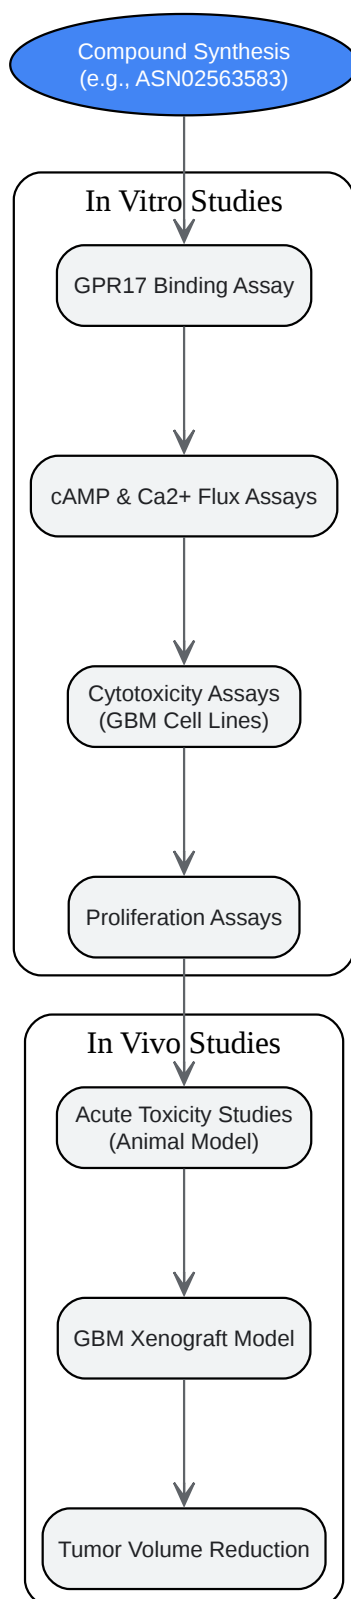 Compound Synthesis
(e.g., ASN02563583)
In Vitro Studies
GPR17 Binding Assay
cAMP & Ca2+ Flux Assays
Cytotoxicity Assays
(GBM Cell Lines)
Proliferation Assays
In Vivo Studies
Acute Toxicity Studies
(Animal Model)
GBM Xenograft Model
Tumor Volume Reduction